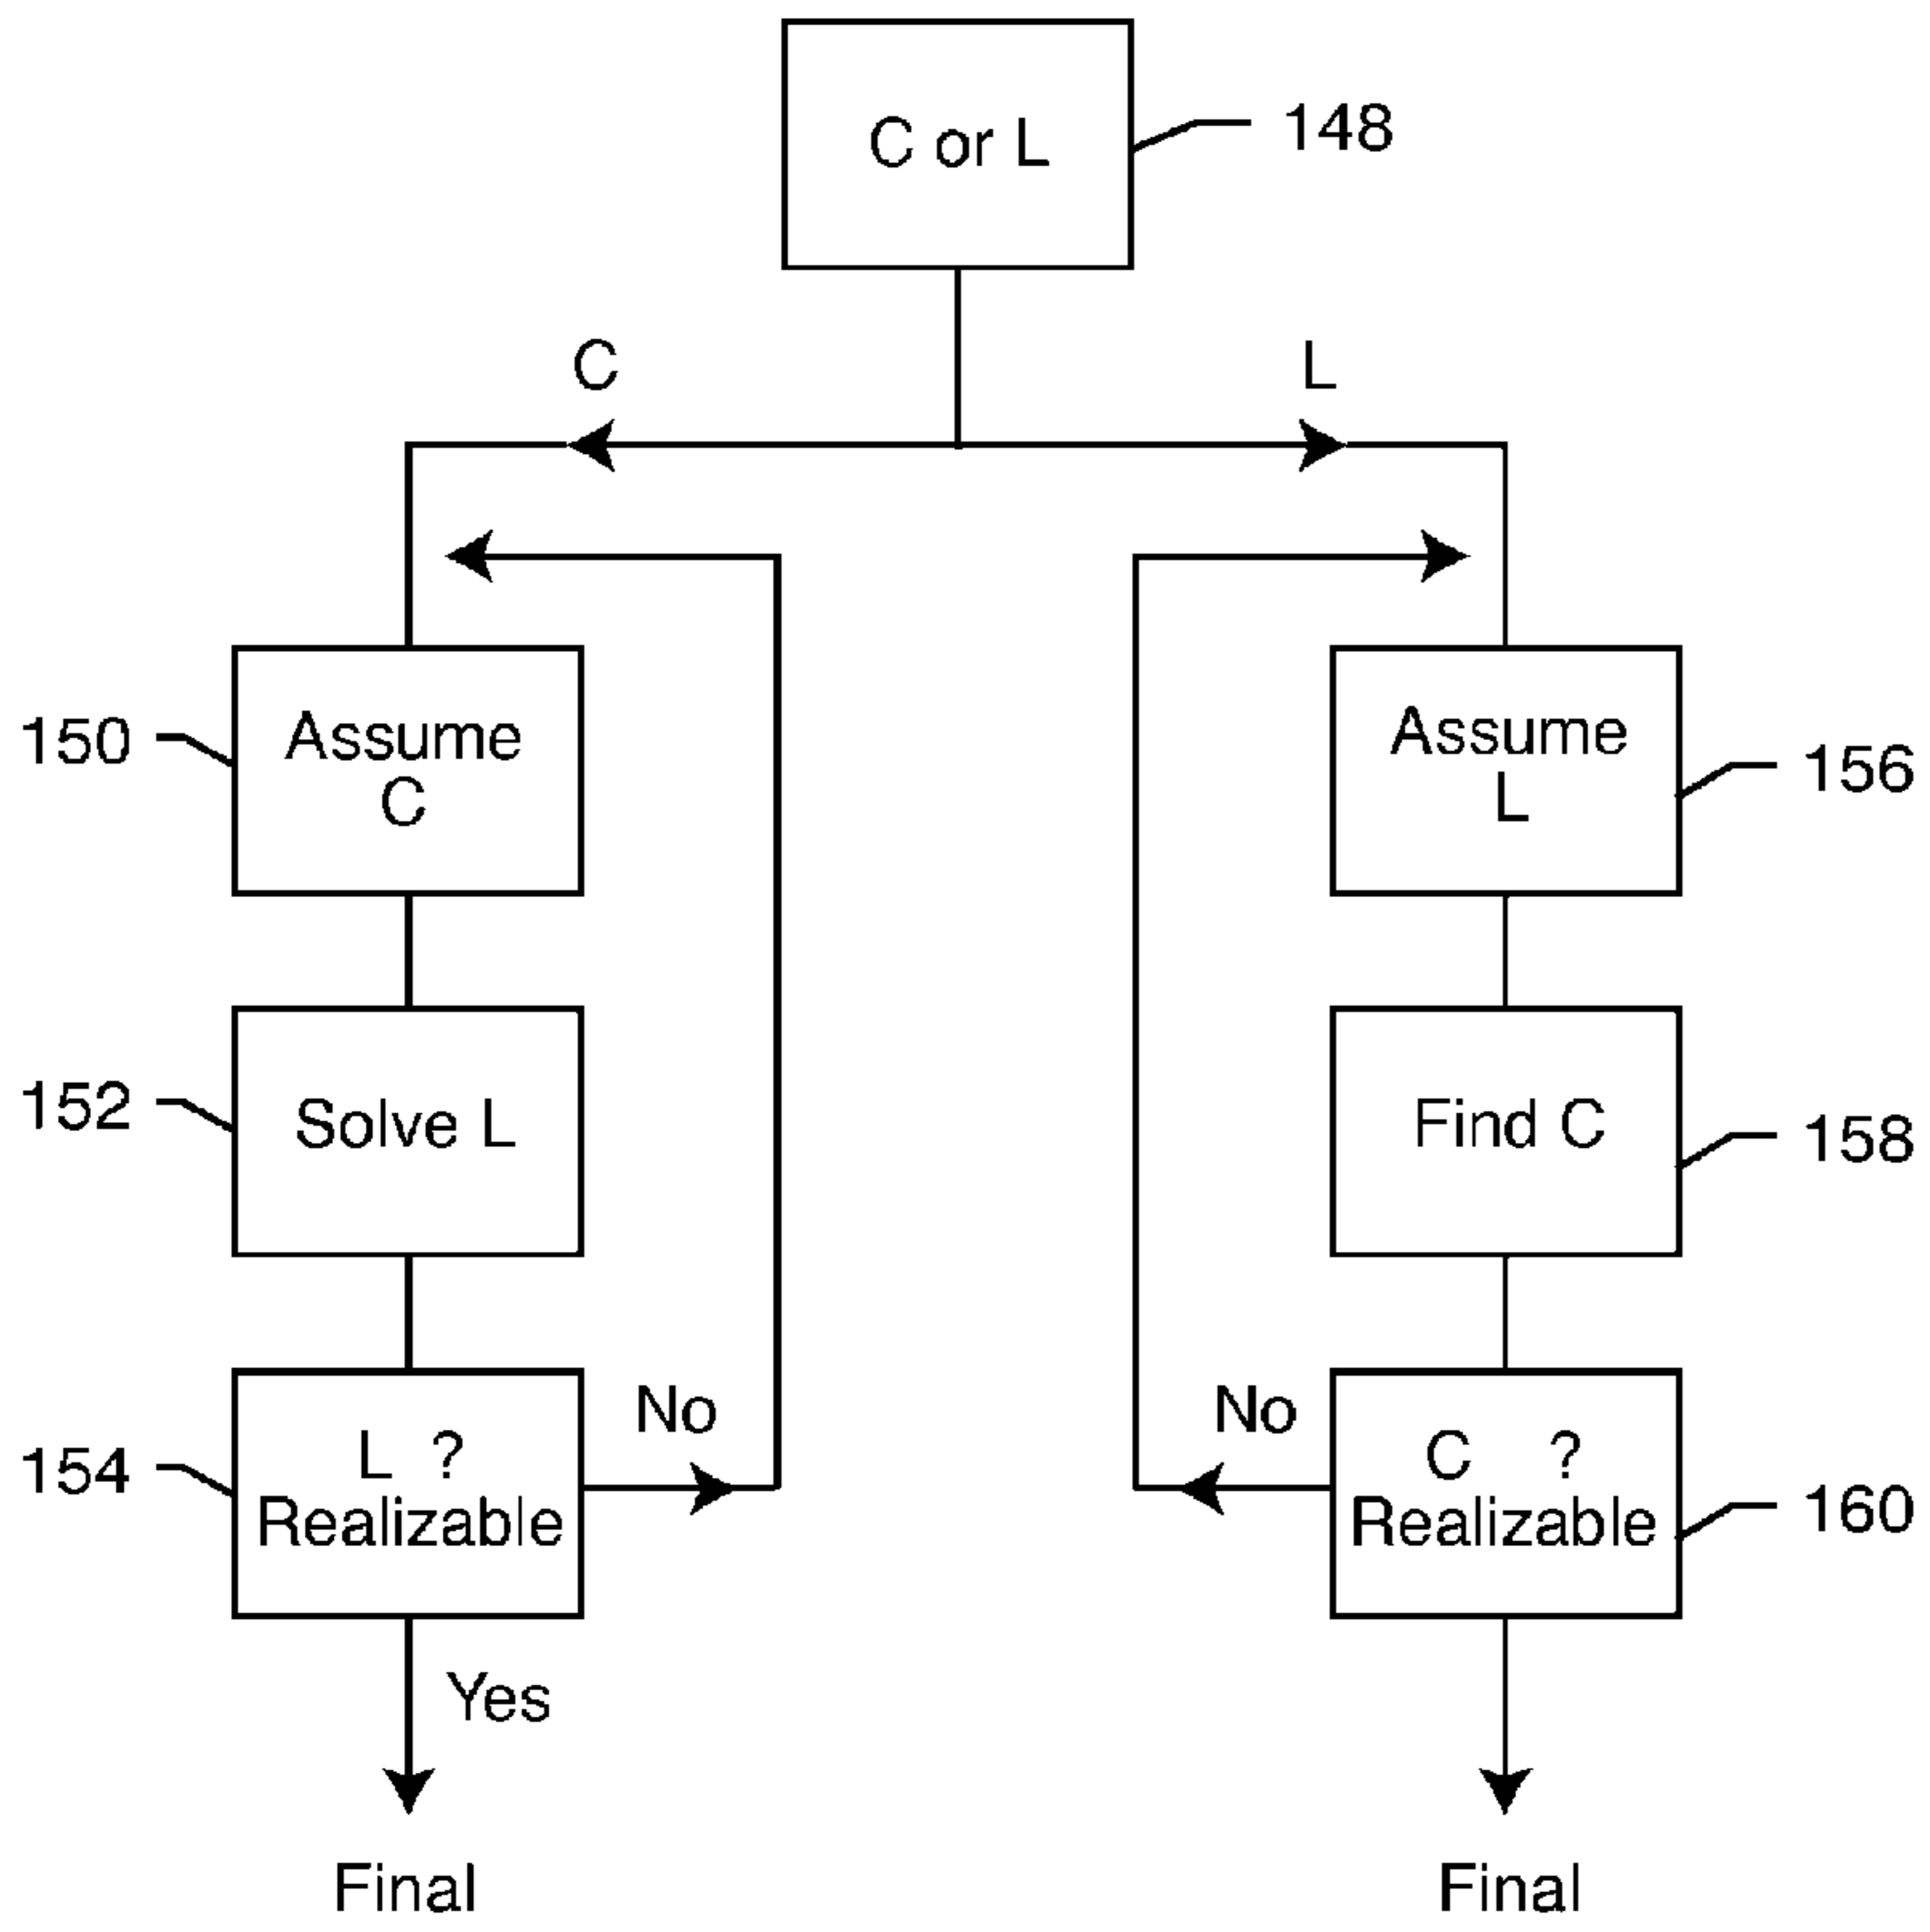 C or L
148
C
L
150
Assume
C
Assume
L
156
152
Solve L
Find C
158
154
L ?
Realizable
No
No
C ?
Realizable
160
Yes
Final
Final